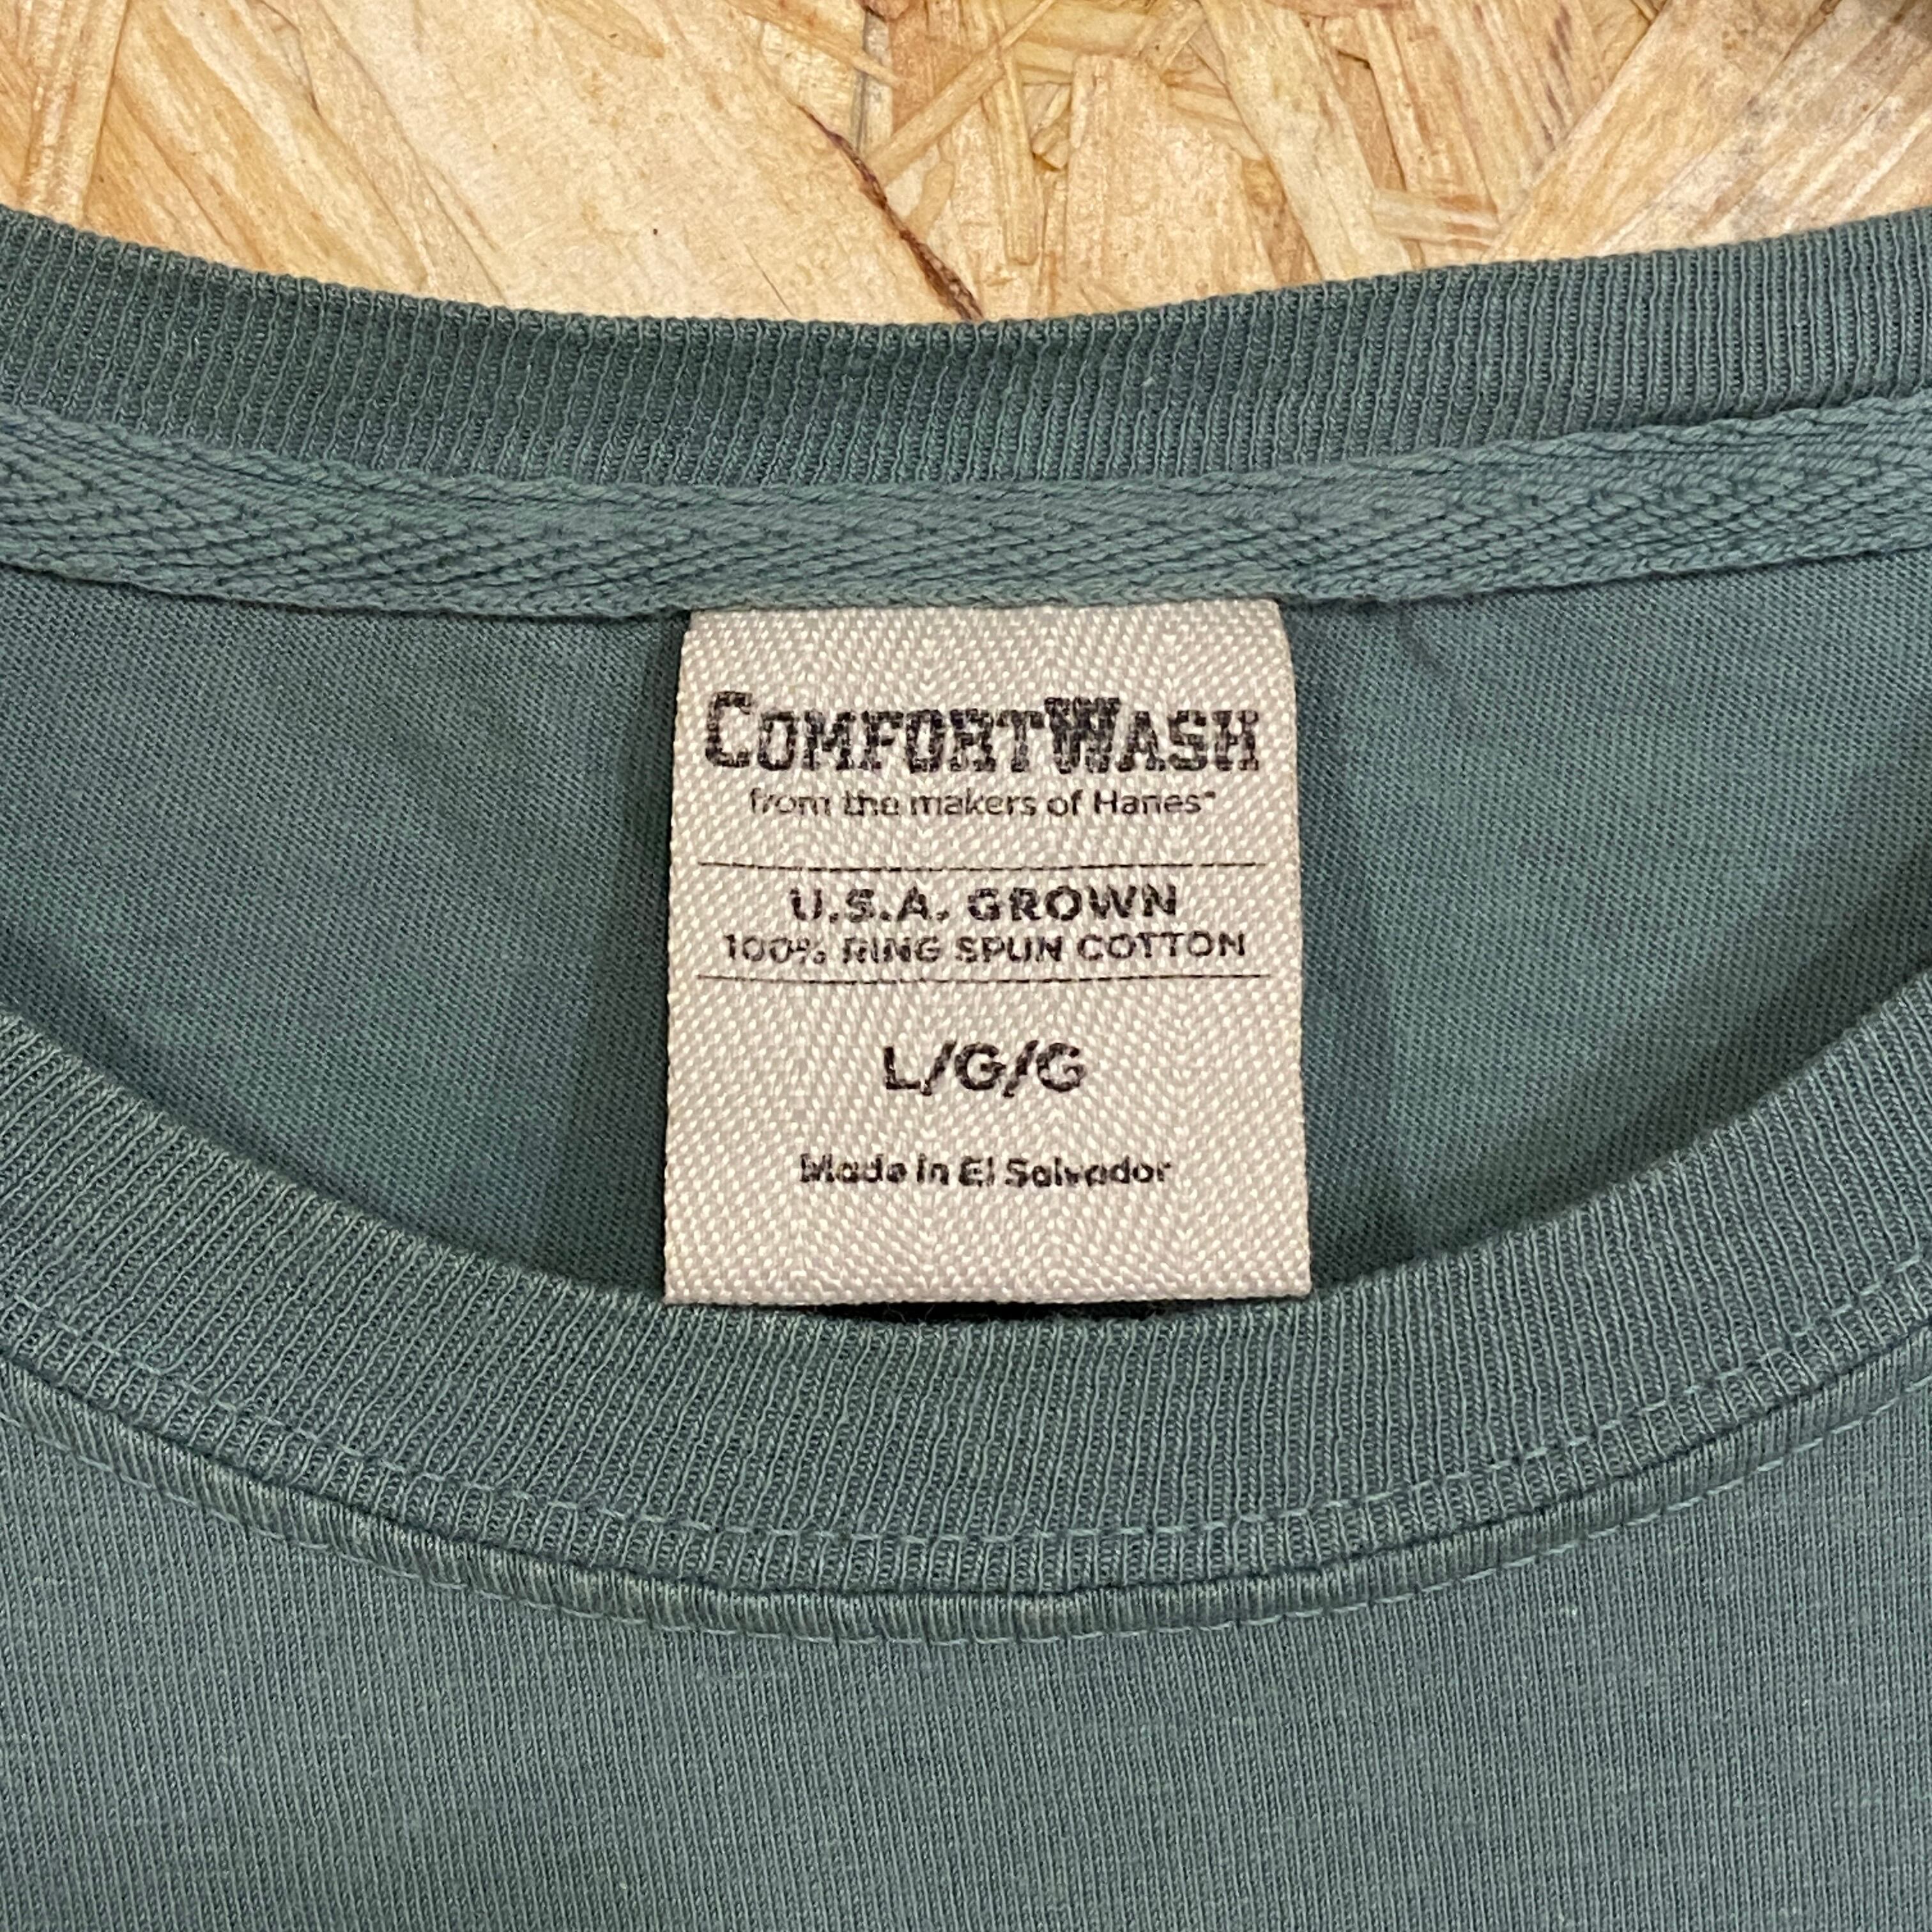 COMFORTWASH
from the makers of Hanes®
U.S.A. GROWN
100% RING SPUN COTTON
L/G/G
Made in El Salvador